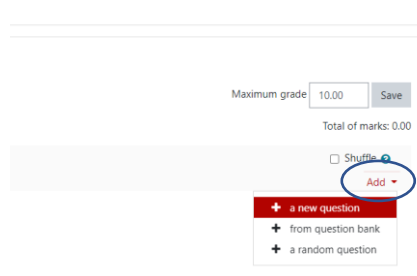 Maximum grade 10.00 Save
Total of marks: 0.00
Shuffle ?
Add
+ a new question
+ from question bank
+ a random question